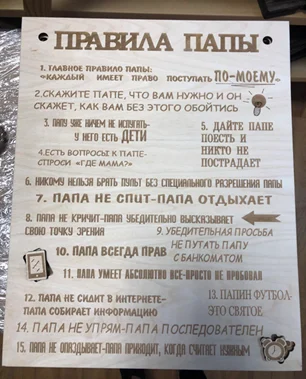 ПРАВИЛА ПАПЫ
1. ГЛАВНОЕ ПРАВИЛО ПАПЫ:
«КАЖДЫЙ ИМЕЕТ ПРАВО ПОСТУПАТЬ ПО-МОЕМУ»
2. СКАЖИТЕ ПАПЕ, ЧТО ВАМ НУЖНО И ОН
СКАЖЕТ, КАК ВАМ БЕЗ ЭТОГО ОБОЙТИСЬ
3. ПАПУ УЖЕ НИЧЕМ НЕ ИСПУГАТЬ-
У НЕГО ЕСТЬ ДЕТИ
4.ЕСТЬ ВОПРОСЫ К ПАПЕ-
СПРОСИ «ГДЕ МАМА?»
5. ДАЙТЕ ПАПЕ
ПОЕСТЬ И
НИКТО НЕ
ПОСТРАДАЕТ
6. НИКОМУ НЕЛЬЗЯ БРАТЬ ПУЛЬТ БЕЗ СПЕЦИАЛЬНОГО РАЗРЕШЕНИЯ ПАПЫ
7. ПАПА НЕ СПИТ-ПАПА ОТДЫХАЕТ
8. ПАПА НЕ КРИЧИТ-ПАПА УБЕДИТЕЛЬНО ВЫСКАЗЫВАЕТ
СВОЮ ТОЧКУ ЗРЕНИЯ
9. УБЕДИТЕЛЬНАЯ ПРОСЬБА
НЕ ПУТАТЬ ПАПУ
С БАНКОМАТОМ
10. ПАПА ВСЕГДА ПРАВ
11. ПАПА УМЕЕТ АБСОЛЮТНО ВСЕ-ПРОСТО НЕ ПРОБОВАЛ
12. ПАПА НЕ СИДИТ В ИНТЕРНЕТЕ-
ПАПА СОБИРАЕТ ИНФОРМАЦИЮ
13. ПАПИН ФУТБОЛ-
ЭТО СВЯТОЕ
14. ПАПА НЕ УПРЯМ-ПАПА ПОСЛЕДОВАТЕЛЕН
15. ПАПА НЕ ОПАЗДЫВАЕТ-ПАПА ПРИХОДИТ, КОГДА СЧИТАЕТ НУЖНЫМ